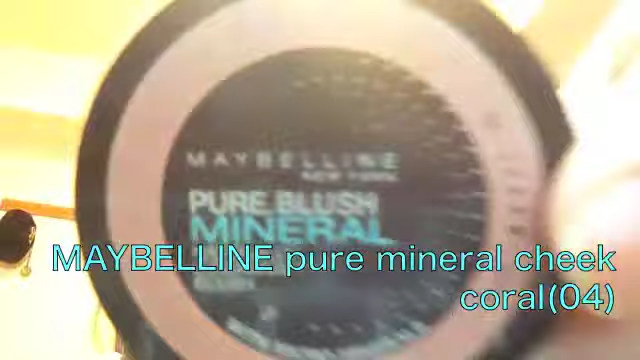 MAYBELLINE
NEW YORK
PURE BLUSH
MINERAL
MAYBELLINE pure mineral cheek
coral(04)